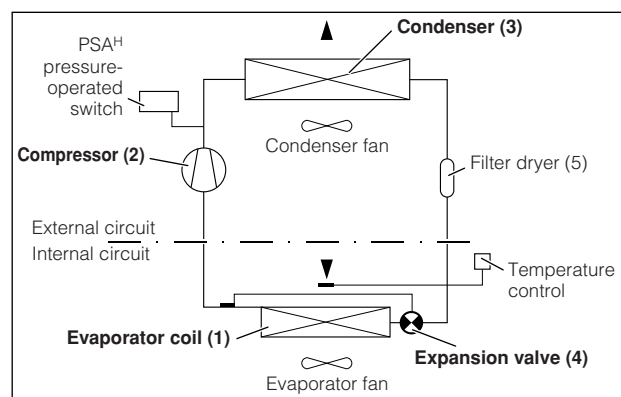 PSAᴴ
pressure-
operated
switch
Condenser (3)
Condenser fan
Compressor (2)
Filter dryer (5)
External circuit
Internal circuit
Temperature
control
Evaporator coil (1)
Expansion valve (4)
Evaporator fan